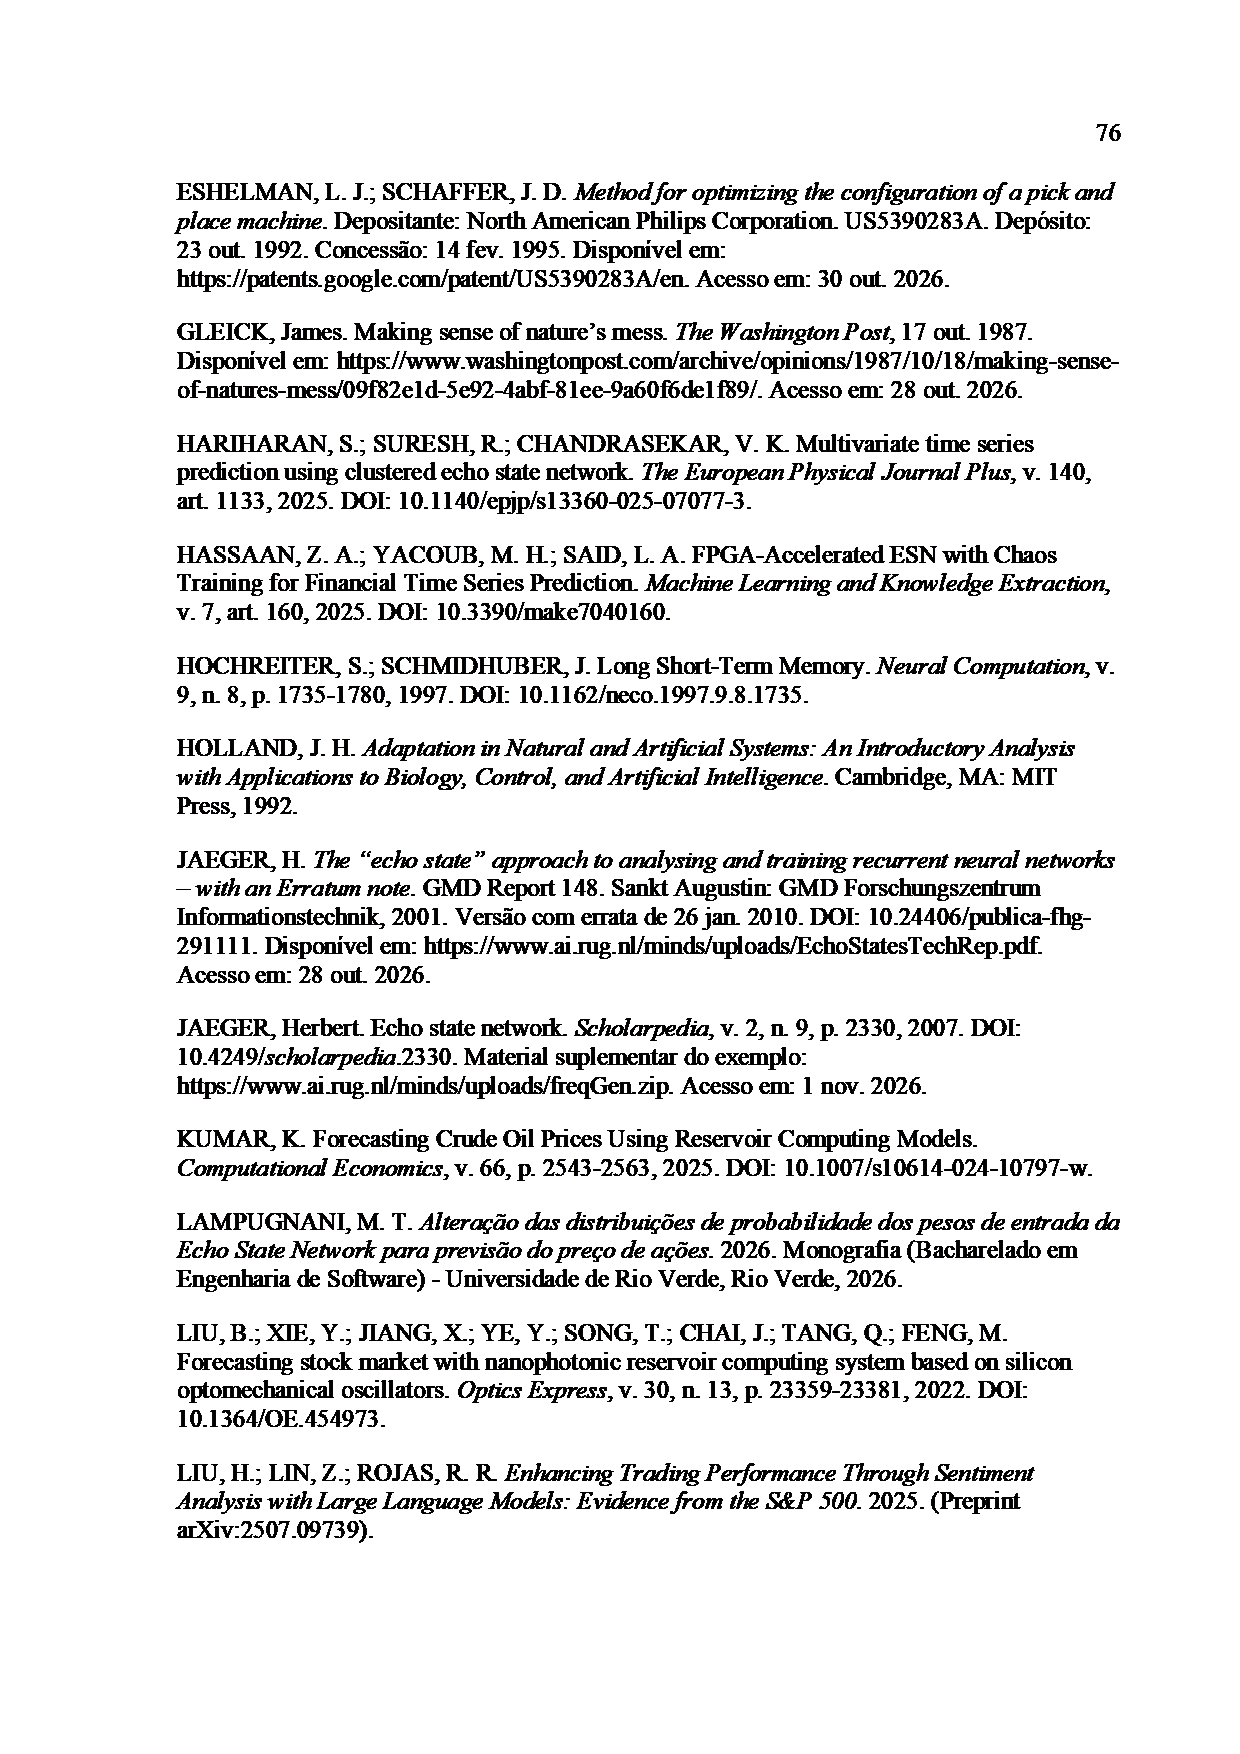 76
ESHELMAN, L. J.; SCHAFFER, J. D. Method for optimizing the configuration of a pick and
place machine. Depositante: North American Philips Corporation. US5390283A. Depósito:
23 out. 1992. Concessão: 14 fev. 1995. Disponível em:
https://patents.google.com/patent/US5390283A/en. Acesso em: 30 out. 2026.
GLEICK, James. Making sense of nature’s mess. The Washington Post, 17 out. 1987.
Disponível em: https://www.washingtonpost.com/archive/opinions/1987/10/18/making-sense-
of-natures-mess/09f82e1d-5e92-4abf-81ee-9a60f6de1f89/. Acesso em: 28 out. 2026.
HARIHARAN, S.; SURESH, R.; CHANDRASEKAR, V. K. Multivariate time series
prediction using clustered echo state network. The European Physical Journal Plus, v. 140,
art. 1133, 2025. DOI: 10.1140/epjp/s13360-025-07077-3.
HASSAAN, Z. A.; YACOUB, M. H.; SAID, L. A. FPGA-Accelerated ESN with Chaos
Training for Financial Time Series Prediction. Machine Learning and Knowledge Extraction,
v. 7, art. 160, 2025. DOI: 10.3390/make7040160.
HOCHREITER, S.; SCHMIDHUBER, J. Long Short-Term Memory. Neural Computation, v.
9, n. 8, p. 1735-1780, 1997. DOI: 10.1162/neco.1997.9.8.1735.
HOLLAND, J. H. Adaptation in Natural and Artificial Systems: An Introductory Analysis
with Applications to Biology, Control, and Artificial Intelligence. Cambridge, MA: MIT
Press, 1992.
JAEGER, H. The “echo state” approach to analysing and training recurrent neural networks
– with an Erratum note. GMD Report 148. Sankt Augustin: GMD Forschungszentrum
Informationstechnik, 2001. Versão com errata de 26 jan. 2010. DOI: 10.24406/publica-fhg-
291111. Disponível em: https://www.ai.rug.nl/minds/uploads/EchoStatesTechRep.pdf.
Acesso em: 28 out. 2026.
JAEGER, Herbert. Echo state network. Scholarpedia, v. 2, n. 9, p. 2330, 2007. DOI:
10.4249/scholarpedia.2330. Material suplementar do exemplo:
https://www.ai.rug.nl/minds/uploads/freqGen.zip. Acesso em: 1 nov. 2026.
KUMAR, K. Forecasting Crude Oil Prices Using Reservoir Computing Models.
Computational Economics, v. 66, p. 2543-2563, 2025. DOI: 10.1007/s10614-024-10797-w.
LAMPUGNANI, M. T. Alteração das distribuições de probabilidade dos pesos de entrada da
Echo State Network para previsão do preço de ações. 2026. Monografia (Bacharelado em
Engenharia de Software) - Universidade de Rio Verde, Rio Verde, 2026.
LIU, B.; XIE, Y.; JIANG, X.; YE, Y.; SONG, T.; CHAI, J.; TANG, Q.; FENG, M.
Forecasting stock market with nanophotonic reservoir computing system based on silicon
optomechanical oscillators. Optics Express, v. 30, n. 13, p. 23359-23381, 2022. DOI:
10.1364/OE.454973.
LIU, H.; LIN, Z.; ROJAS, R. R. Enhancing Trading Performance Through Sentiment
Analysis with Large Language Models: Evidence from the S&P 500. 2025. (Preprint
arXiv:2507.09739).